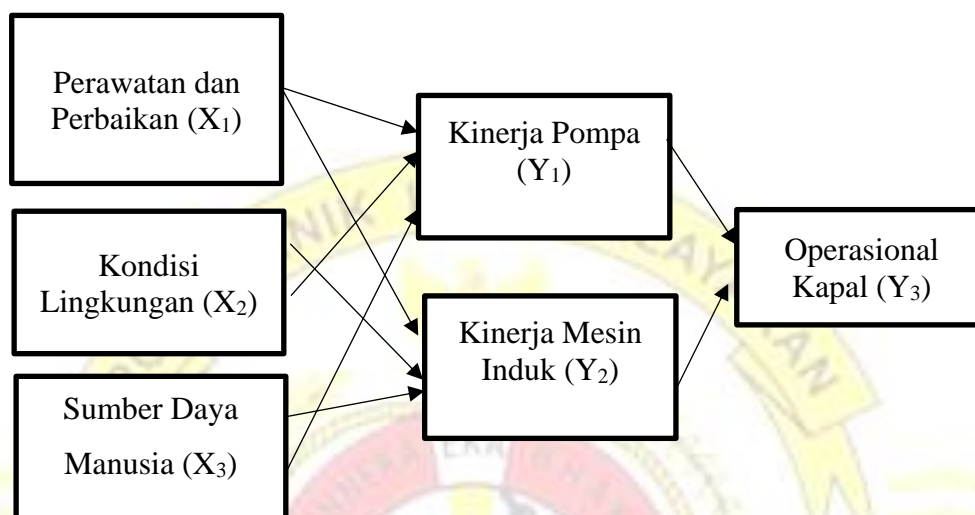 Perawatan dan
Perbaikan (X₁)
Kondisi
Lingkungan (X₂)
Sumber Daya
Manusia (X₃)
Kinerja Pompa
(Y₁)
Kinerja Mesin
Induk (Y₂)
Operasional
Kapal (Y₃)